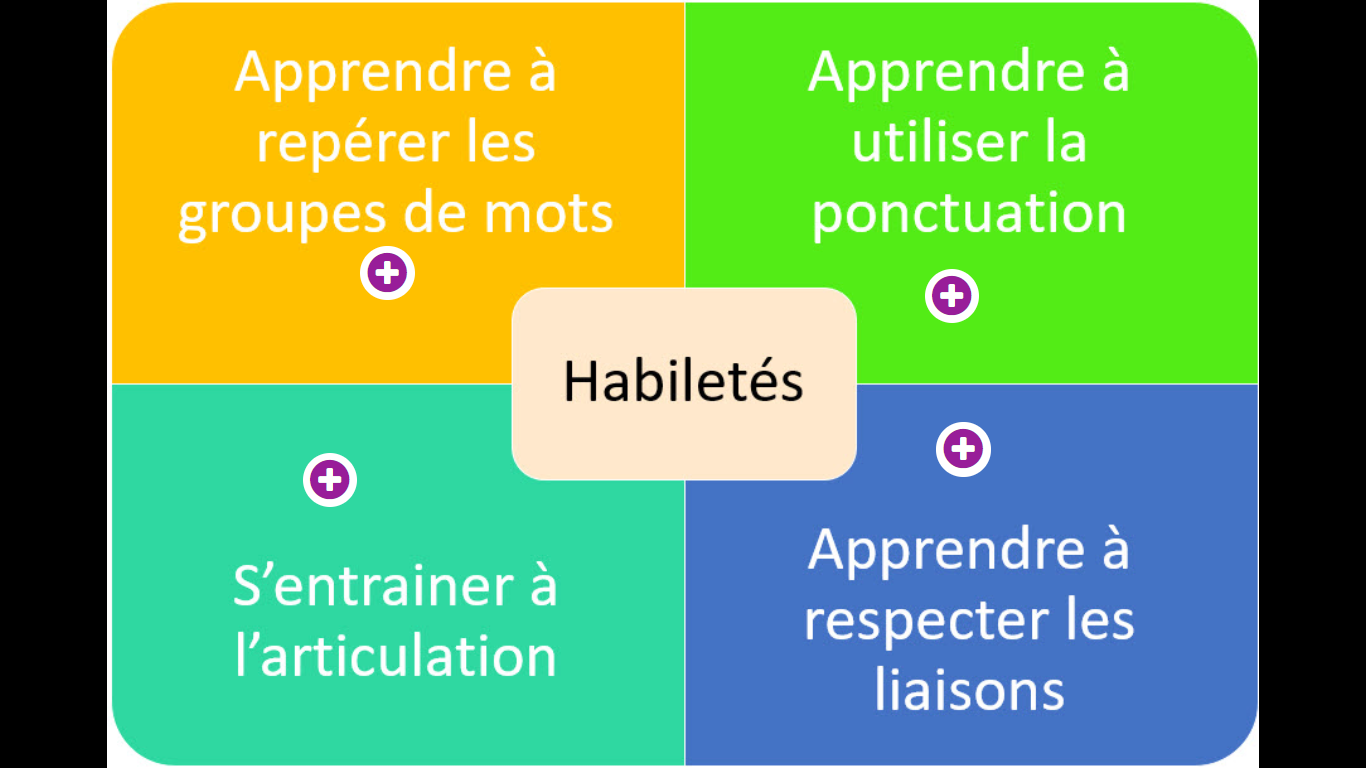 Apprendre à
repérer les
groupes de mots
Apprendre à
utiliser la
ponctuation
Habiletés
S’entrainer à
l’articulation
Apprendre à
respecter les
liaisons